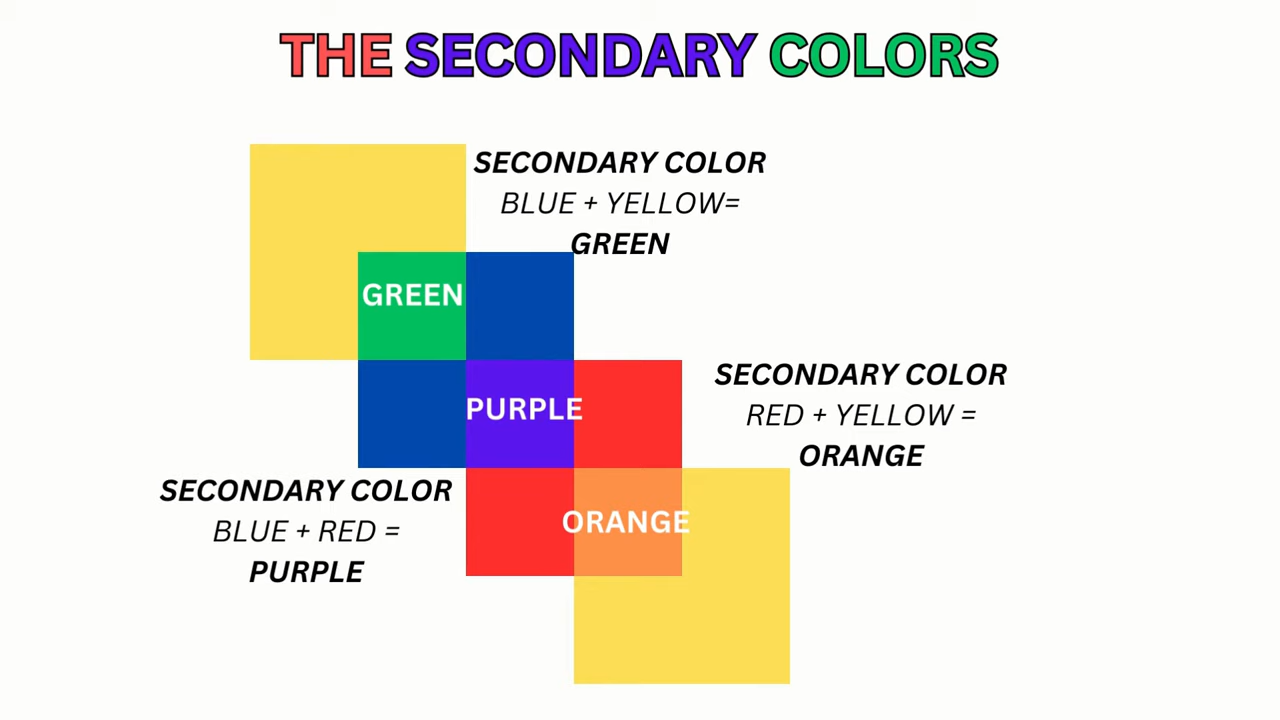 THE SECONDARY COLORS
SECONDARY COLOR
BLUE + YELLOW=
GREEN
GREEN
PURPLE
SECONDARY COLOR
RED + YELLOW =
ORANGE
SECONDARY COLOR
BLUE + RED =
PURPLE
ORANGE